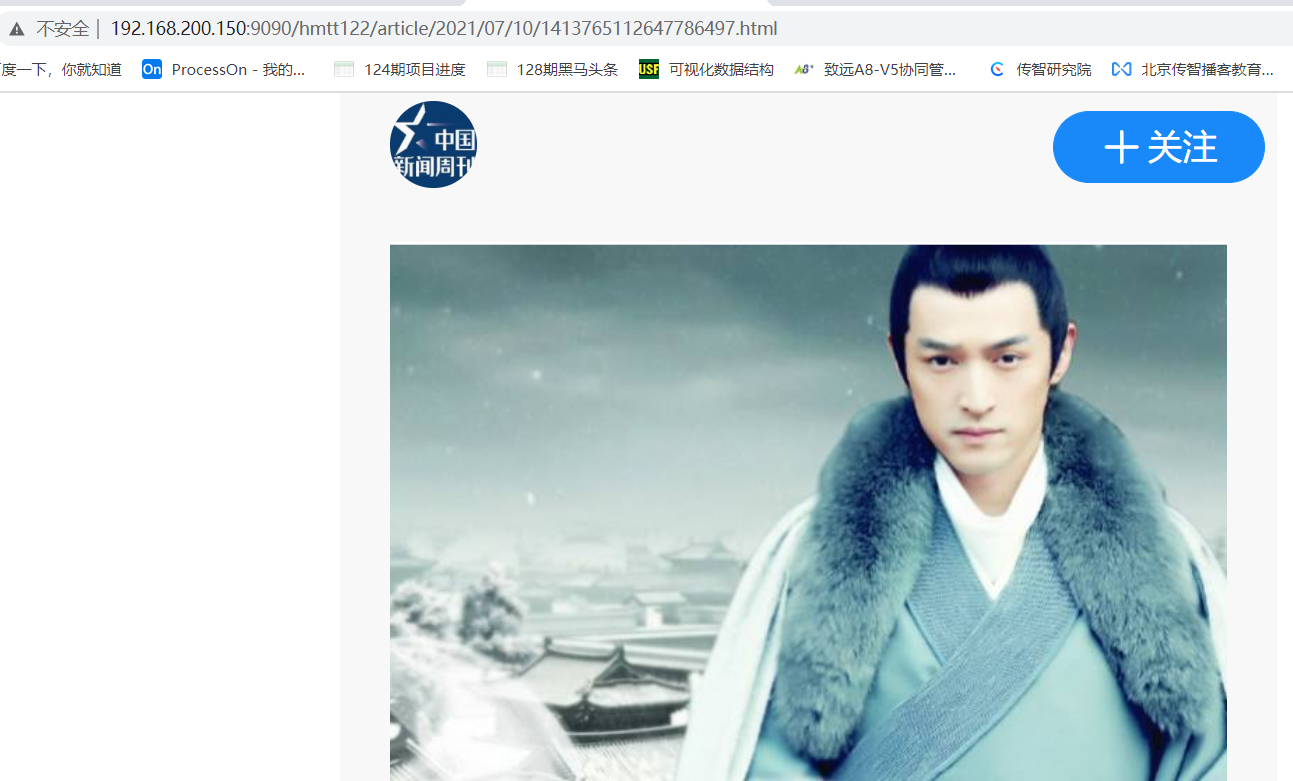 不安全 | 192.168.200.150:9090/hmtt122/article/2021/07/10/1413765112647786497.html
度一下，你就知道 On ProcessOn - 我的... 124期项目进度 128期黑马头条 USF 可视化数据结构 A8+ 致远A8-V5协同管... 传智研究院 北京传智播客教育...
中国
新闻周刊
+ 关注